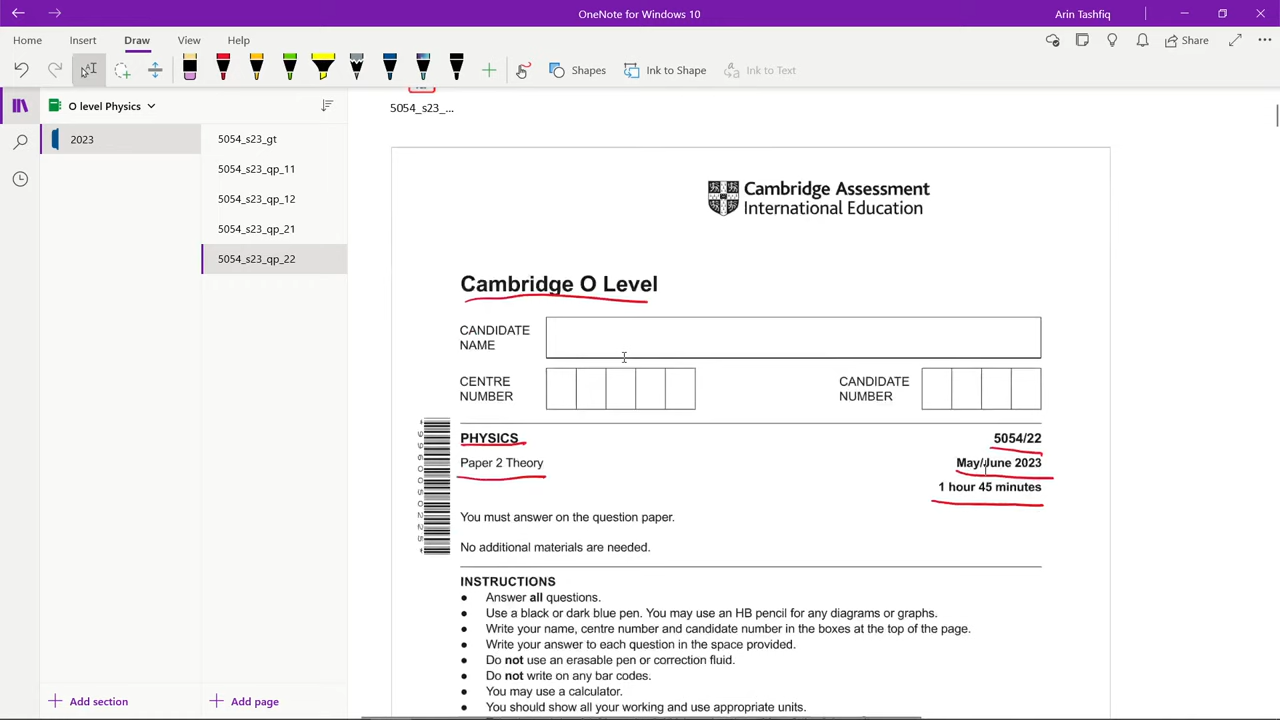 OneNote for Windows 10
Arin Tashfiq
Home Insert Draw View Help
Share
Shapes
Ink to Shape
Ink to Text
O level Physics
2023
5054_s23_gt
5054_s23_qp_11
5054_s23_qp_12
5054_s23_qp_21
5054_s23_qp_22
Add section
Add page
5054_s23_...
Cambridge Assessment
International Education
Cambridge O Level
CANDIDATE
NAME
CENTRE
NUMBER
CANDIDATE
NUMBER
PHYSICS 5054/22
Paper 2 Theory May/June 2023
1 hour 45 minutes
You must answer on the question paper.
No additional materials are needed.
INSTRUCTIONS
● Answer all questions.
● Use a black or dark blue pen. You may use an HB pencil for any diagrams or graphs.
● Write your name, centre number and candidate number in the boxes at the top of the page.
● Write your answer to each question in the space provided.
● Do not use an erasable pen or correction fluid.
● Do not write on any bar codes.
● You may use a calculator.
● You should show all your working and use appropriate units.